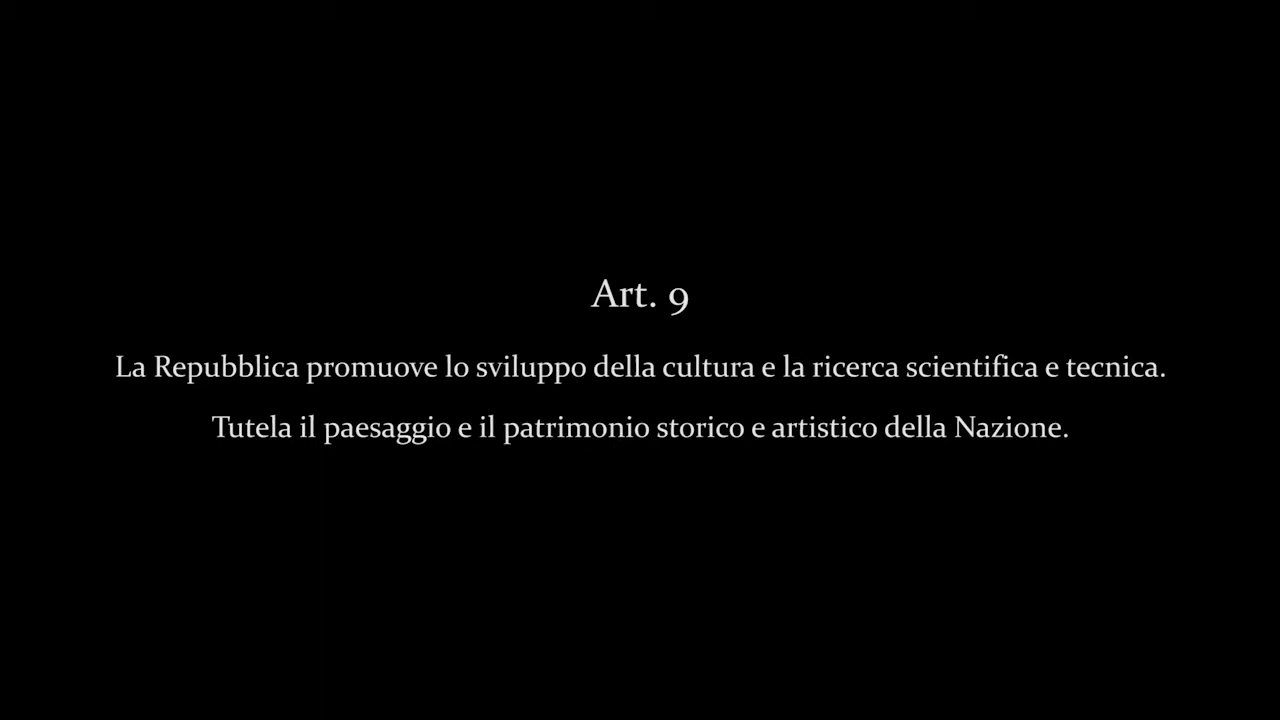 Art. 9
La Repubblica promuove lo sviluppo della cultura e la ricerca scientifica e tecnica.
Tutela il paesaggio e il patrimonio storico e artistico della Nazione.